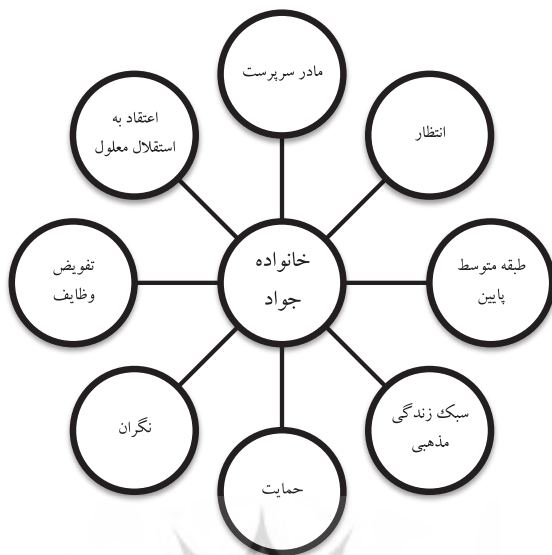 مادر سرپرست
انتظار
طبقه متوسط
پایین
سبک زندگی
مذهبی
حمایت
نگران
تفویض
وظایف
اعتقاد به
استقلال معلول
خانواده
جواد